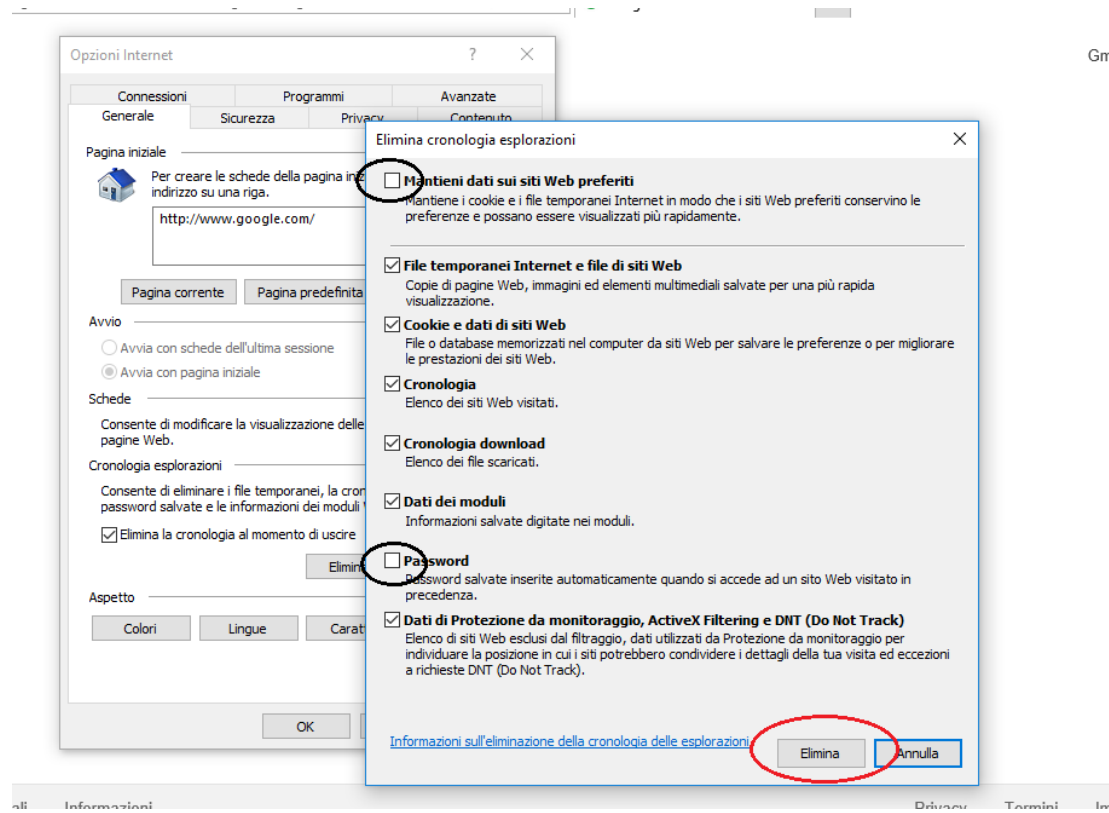 Gm
Opzioni Internet
?
Connessioni Programmi Avanzate
Generale Sicurezza Privacy Contenuto
Pagina iniziale
Per creare le schede della pagina iniz
indirizzo su una riga.
http://www.google.com/
Pagina corrente Pagina predefinita
Avvio
Avvia con schede dell'ultima sessione
Avvia con pagina iniziale
Schede
Consente di modificare la visualizzazione delle
pagine Web.
Cronologia esplorazioni
Consente di eliminare i file temporanei, la cron
password salvate e le informazioni dei moduli
Elimina la cronologia al momento di uscire
Elimin
Aspetto
Colori Lingue Caratt
OK
Elimina cronologia esplorazioni
Mantieni dati sui siti Web preferiti
Mantiene i cookie e i file temporanei Internet in modo che i siti Web preferiti conservino le
preferenze e possano essere visualizzati più rapidamente.
File temporanei Internet e file di siti Web
Copie di pagine Web, immagini ed elementi multimediali salvate per una più rapida
visualizzazione.
Cookie e dati di siti Web
File o database memorizzati nel computer da siti Web per salvare le preferenze o per migliorare
le prestazioni dei siti Web.
Cronologia
Elenco dei siti Web visitati.
Cronologia download
Elenco dei file scaricati.
Dati dei moduli
Informazioni salvate digitate nei moduli.
Password
Password salvate inserite automaticamente quando si accede ad un sito Web visitato in
precedenza.
Dati di Protezione da monitoraggio, ActiveX Filtering e DNT (Do Not Track)
Elenco di siti Web esclusi dal filtraggio, dati utilizzati da Protezione da monitoraggio per
individuare la posizione in cui i siti potrebbero condividere i dettagli della tua visita ed eccezioni
a richieste DNT (Do Not Track).
Informazioni sull'eliminazione della cronologia delle esplorazioni
Elimina Annulla
Informazioni Privacy Termini